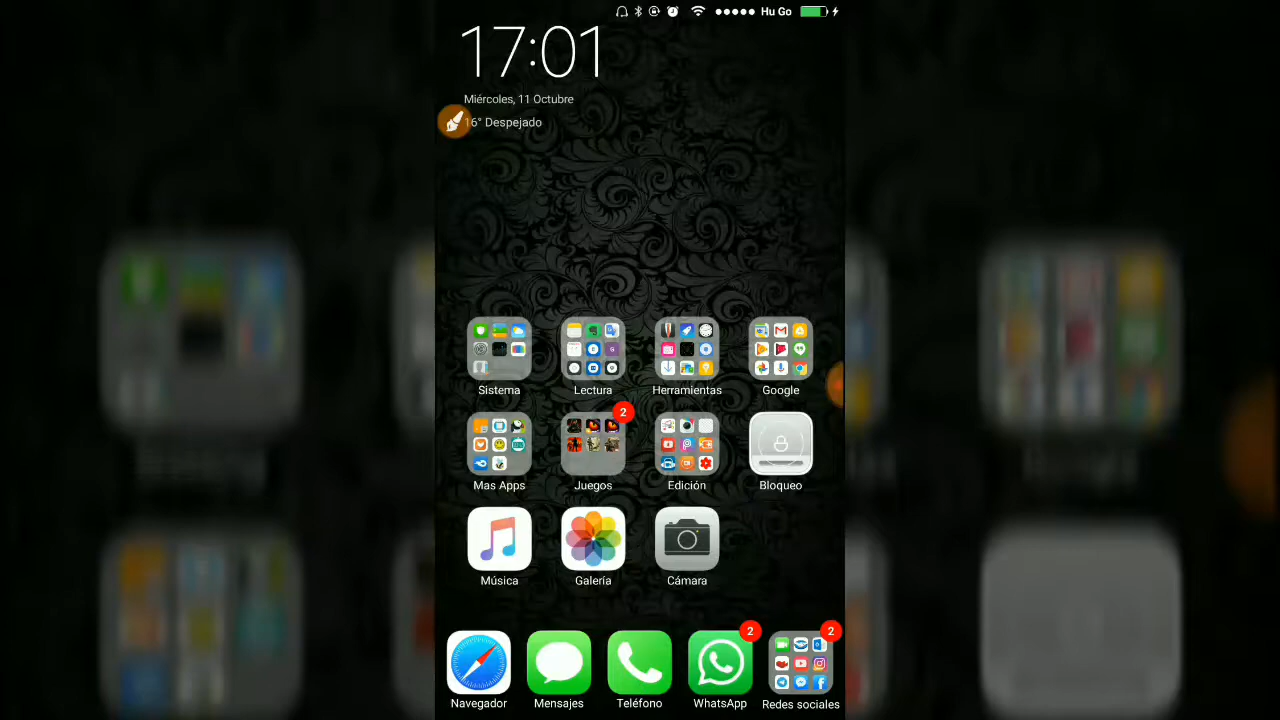 Hu Go
17:01
Miércoles, 11 Octubre
16° Despejado
Sistema
Lectura
Herramientas
Google
2
Mas Apps
Juegos
Edición
Bloqueo
Música
Galería
Cámara
2
2
Navegador
Mensajes
Teléfono
WhatsApp
Redes sociales